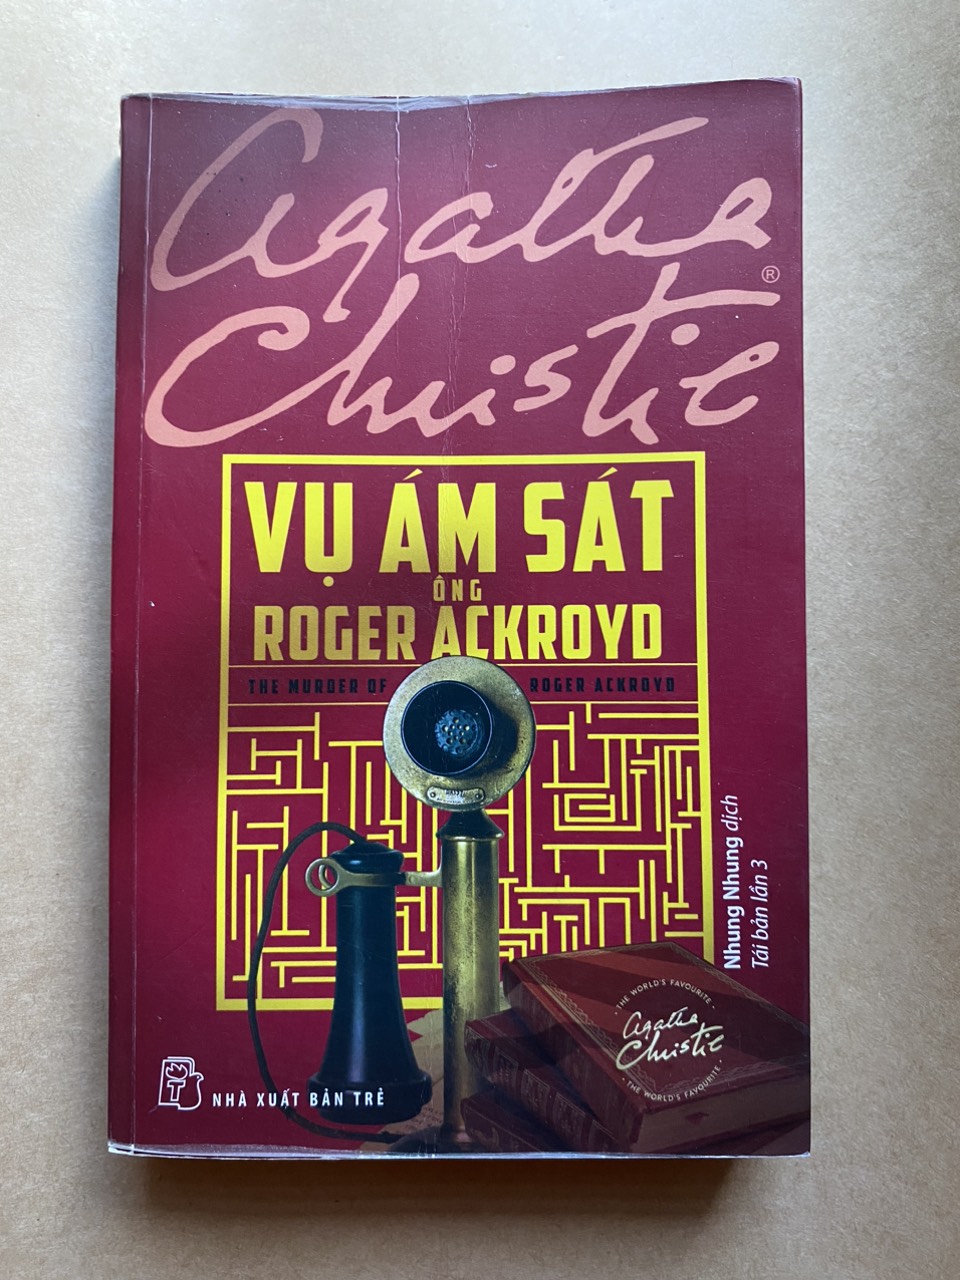 Agatha
Christie®
VỤ ÁM SÁT
ÔNG
ROGER ACKROYD
THE MURDER OF ROGER ACKROYD
Nhung Nhung dịch
Tái bản lần 3
· THE WORLD'S FAVOURITE ·
Agatha
Christie
· THE WORLD'S FAVOURITE ·
NHÀ XUẤT BẢN TRẺ